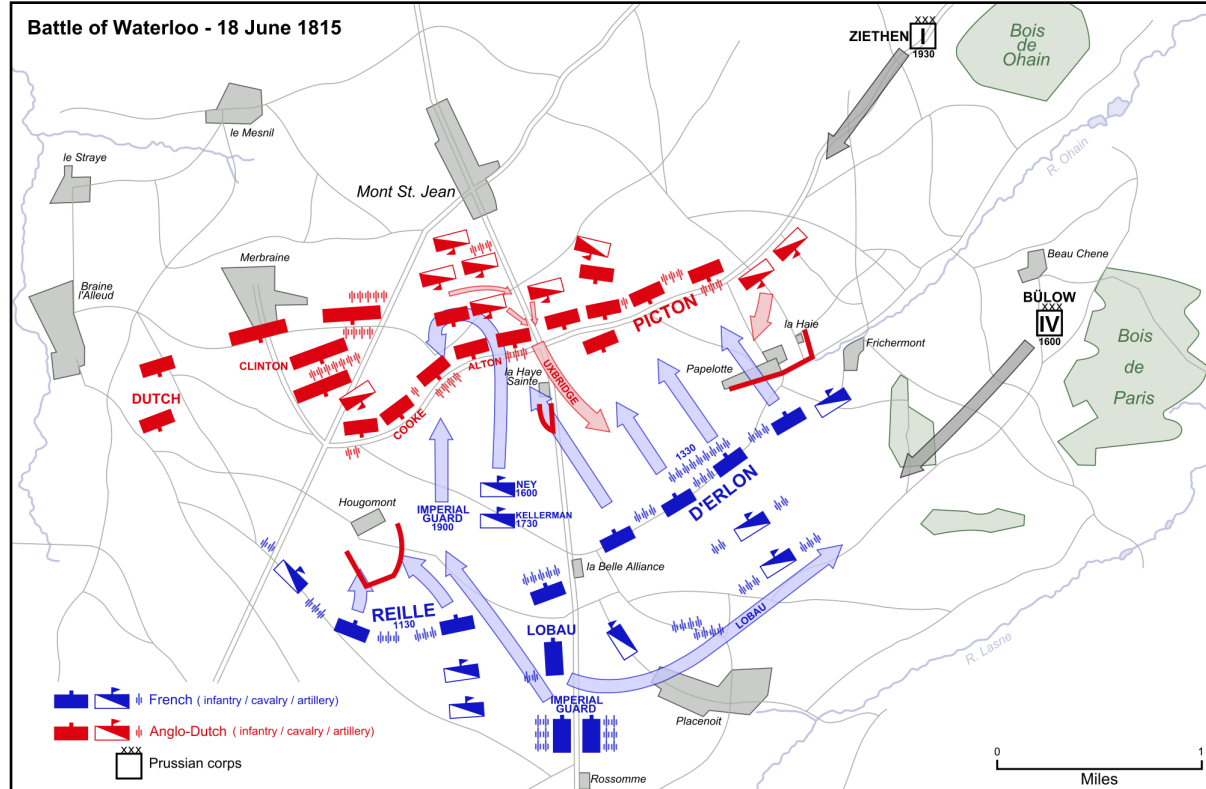 Battle of Waterloo - 18 June 1815
XXX
ZIETHEN
I
1930
Bois
de
Ohain
le Mesnil
le Straye
Mont St. Jean
R. Ohain
Merbraine
Braine
l'Alleud
Beau Chene
BÜLOW
XXX
IV
1600
PICTON
la Haie
Bois
de
Paris
Frichermont
CLINTON
ALTON
la Haye
Sainte
UXBRIDGE
Papelotte
DUTCH
COOKE
1330
D'ERLON
Hougomont
IMPERIAL
GUARD
1900
NEY
1600
KELLERMAN
1730
la Belle Alliance
REILLE
1130
LOBAU
LOBAU
R. Lasne
IMPERIAL
GUARD
Placenoit
French ( infantry / cavalry / artillery)
Anglo-Dutch ( infantry / cavalry / artillery)
XXX
Prussian corps
Rossomme
0 1
Miles